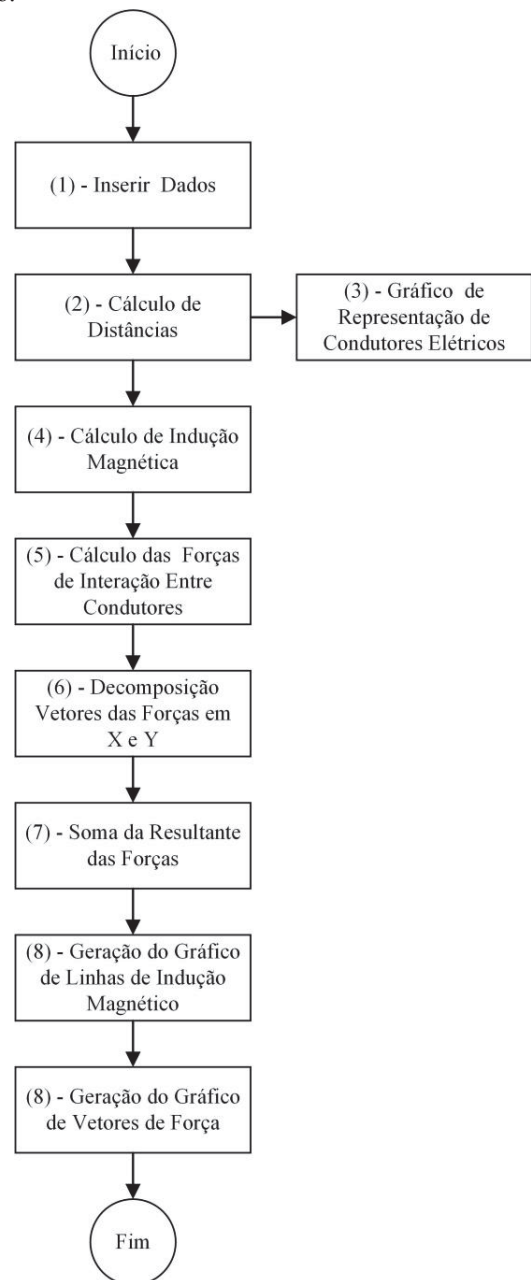 Início
(1) - Inserir Dados
(2) - Cálculo de
Distâncias
(3) - Gráfico de
Representação de
Condutores Elétricos
(4) - Cálculo de Indução
Magnética
(5) - Cálculo das Forças
de Interação Entre
Condutores
(6) - Decomposição
Vetores das Forças em
X e Y
(7) - Soma da Resultante
das Forças
(8) - Geração do Gráfico
de Linhas de Indução
Magnético
(8) - Geração do Gráfico
de Vetores de Força
Fim